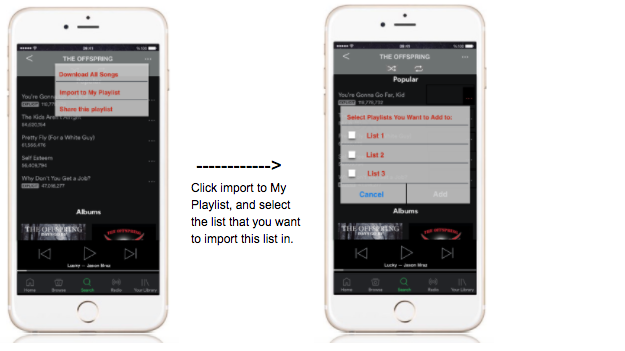 THE OFFSPRING
Download All Songs
Import to My Playlist
Share this playlist
You're Gonna Go
EXPLICIT
The Kids Aren't
Pretty Fly (For a White Guy)
Self Esteem
Why Don't You Get a Job?
EXPLICIT
Albums
THE OFFSPRING
Lucky — Jason Mraz
Home Browse Search Radio Your Library
------------>
Click import to My
Playlist, and select
the list that you want
to import this list in.
THE OFFSPRING
Popular
You're Gonna Go Far, Kid
EXPLICIT
Select Playlists You Want to Add to:
List 1
List 2
List 3
Cancel Add
Albums
THE OFFSPRING
Lucky — Jason Mraz
Home Browse Search Radio Your Library